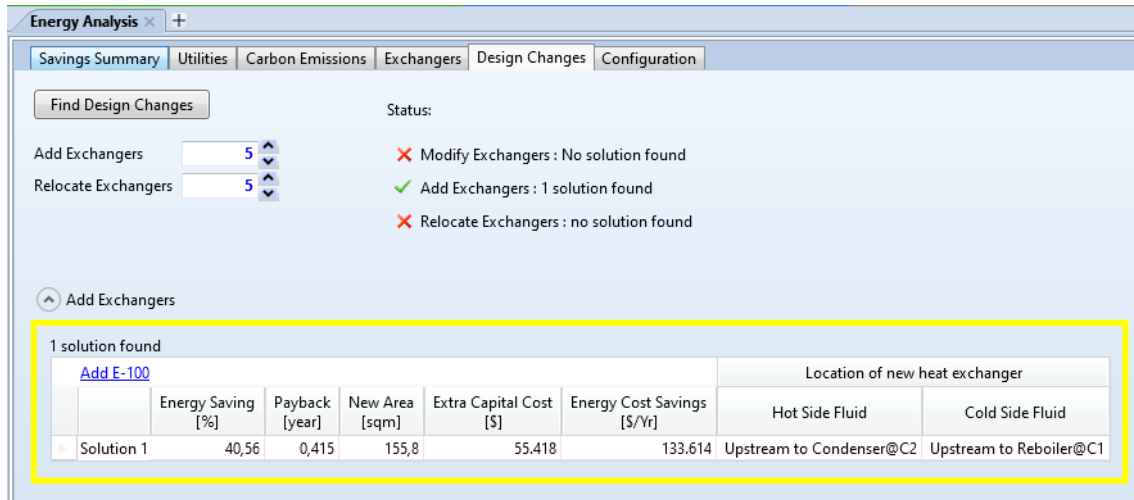 Energy Analysis
Savings Summary Utilities Carbon Emissions Exchangers Design Changes Configuration
Find Design Changes Status:
Add Exchangers 5 Modify Exchangers : No solution found
Relocate Exchangers 5 Add Exchangers : 1 solution found
Relocate Exchangers : no solution found
Add Exchangers
1 solution found
Add E-100 Location of new heat exchanger
Energy Saving [%] Payback [year] New Area [sqm] Extra Capital Cost [$] Energy Cost Savings [$/Yr] Hot Side Fluid Cold Side Fluid
Solution 1 40,56 0,415 155,8 55.418 133.614 Upstream to Condenser@C2 Upstream to Reboiler@C1